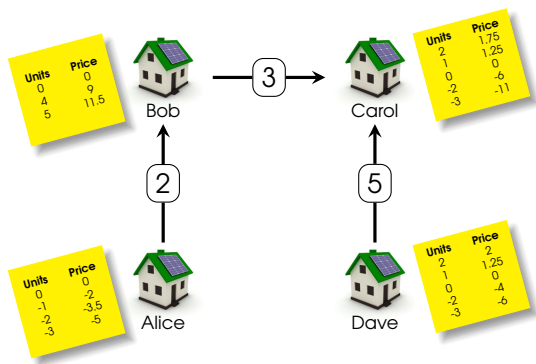 Units Price
0 0
4 9
5 11.5
Bob
3
Carol
Units Price
2 1.75
1 1.25
0 0
-2 -6
-3 -11
2
5
Units Price
0 0
-1 -2
-2 -3.5
-3 -5
Alice
Dave
Units Price
2 2
1 1.25
0 0
-2 -4
-3 -6